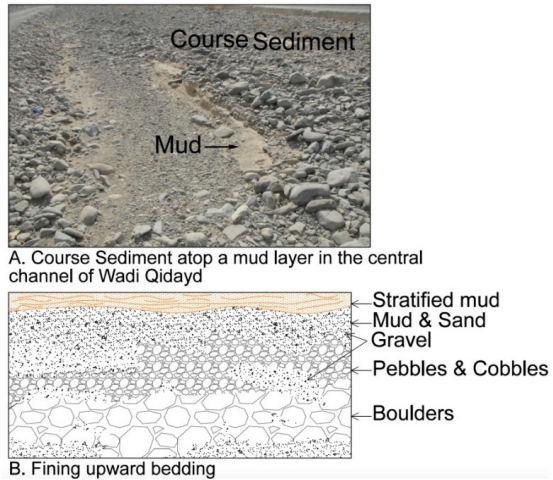 Course Sediment
Mud
A. Course Sediment atop a mud layer in the central
channel of Wadi Qidayd
Stratified mud
Mud & Sand
Gravel
Pebbles & Cobbles
Boulders
B. Fining upward bedding